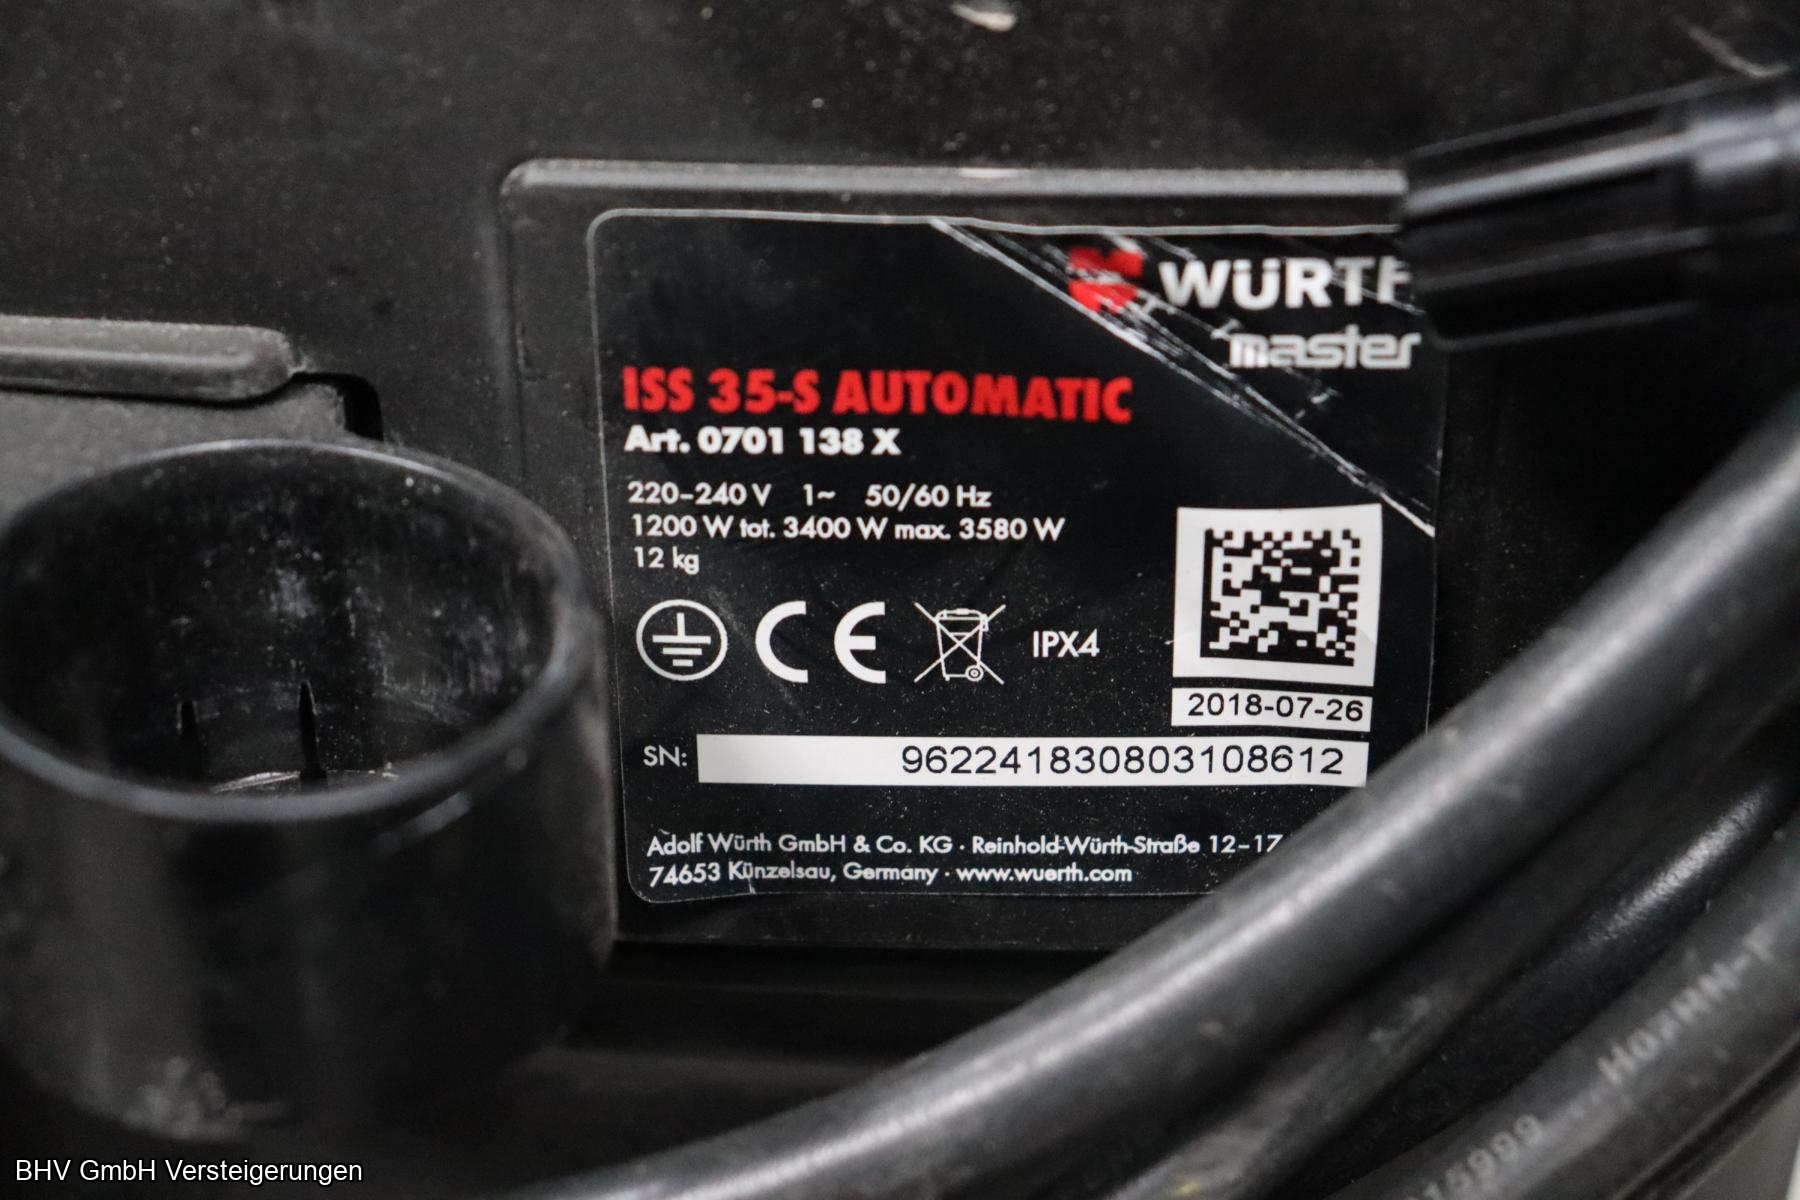 WÜRTH
master
ISS 35-S AUTOMATIC
Art. 0701 138 X
220-240 V 1~ 50/60 Hz
1200 W tot. 3400 W max. 3580 W
12 kg
CE IPX4
2018-07-26
SN: 962241830803108612
Adolf Würth GmbH & Co. KG · Reinhold-Würth-Straße 12-17
74653 Künzelsau, Germany · www.wuerth.com
BHV GmbH Versteigerungen